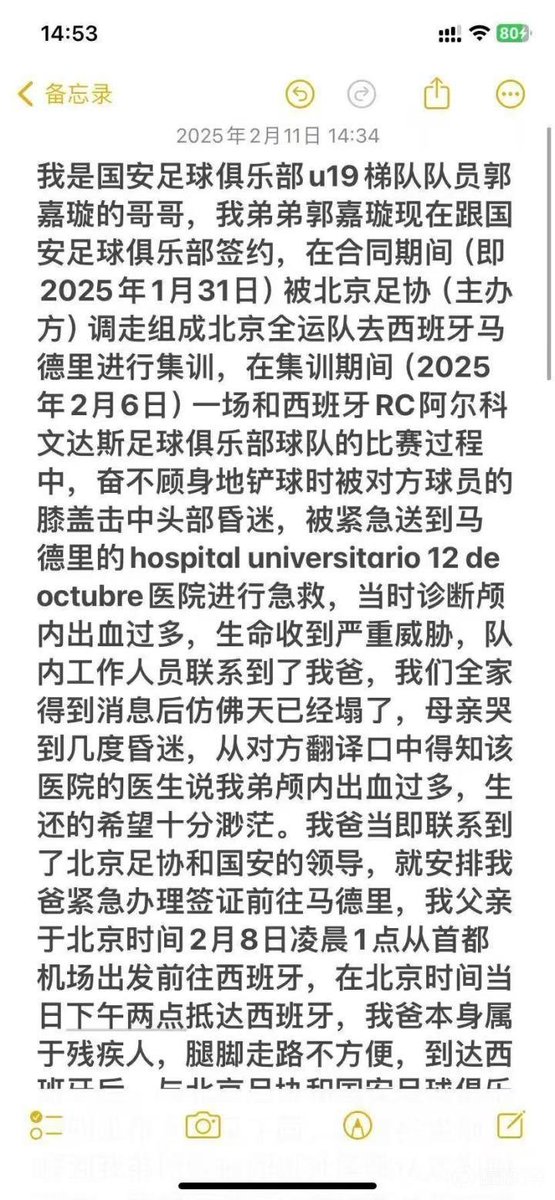 14:53
80
备忘录
2025年2月11日 14:34
我是国安足球俱乐部u19梯队队员郭
嘉璇的哥哥，我弟弟郭嘉璇现在跟国
安足球俱乐部签约，在合同期间（即
2025年1月31日）被北京足协（主办
方）调走组成北京全运队去西班牙马
德里进行集训，在集训期间（2025
年2月6日）一场和西班牙RC阿尔科
文达斯足球俱乐部球队的比赛过程
中，奋不顾身地铲球时被对方球员的
膝盖击中头部昏迷，被紧急送到马
德里的hospital universitario 12 de
octubre医院进行急救，当时诊断颅
内出血过多，生命收到严重威胁，队
内工作人员联系到了我爸，我们全家
得到消息后仿佛天已经塌了，母亲哭
到几度昏迷，从对方翻译口中得知该
医院的医生说我弟颅内出血过多，生
还的希望十分渺茫。我爸当即联系到
了北京足协和国安的领导，就安排我
爸紧急办理签证前往马德里，我父亲
于北京时间2月8日凌晨1点从首都
机场出发前往西班牙，在北京时间当
日下午两点抵达西班牙，我爸本身属
于残疾人，腿脚走路不方便，到达西
班牙后，与北京足协和国安足球俱乐